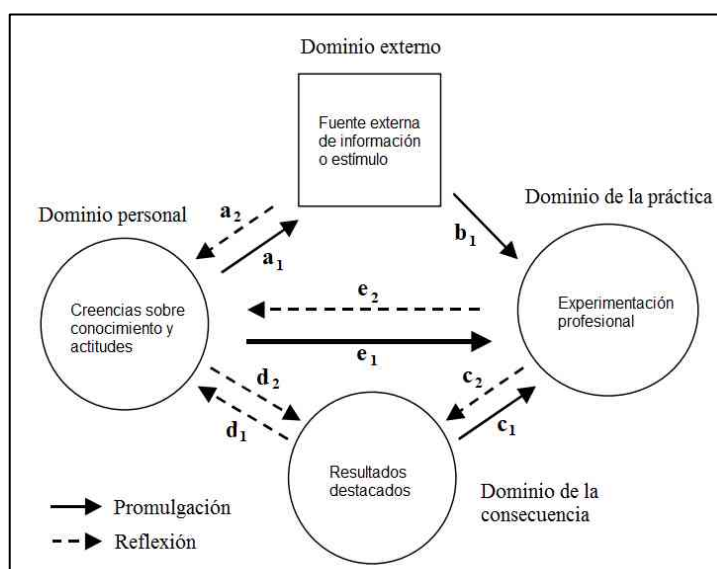 Dominio externo
Fuente externa
de información
o estímulo
Dominio personal
Dominio de la práctica
a2
a1
b1
Creencias sobre
conocimiento y
actitudes
e2
e1
Experimentación
profesional
d2
d1
c2
c1
Resultados
destacados
Dominio de la
consecuencia
Promulgación
Reflexión